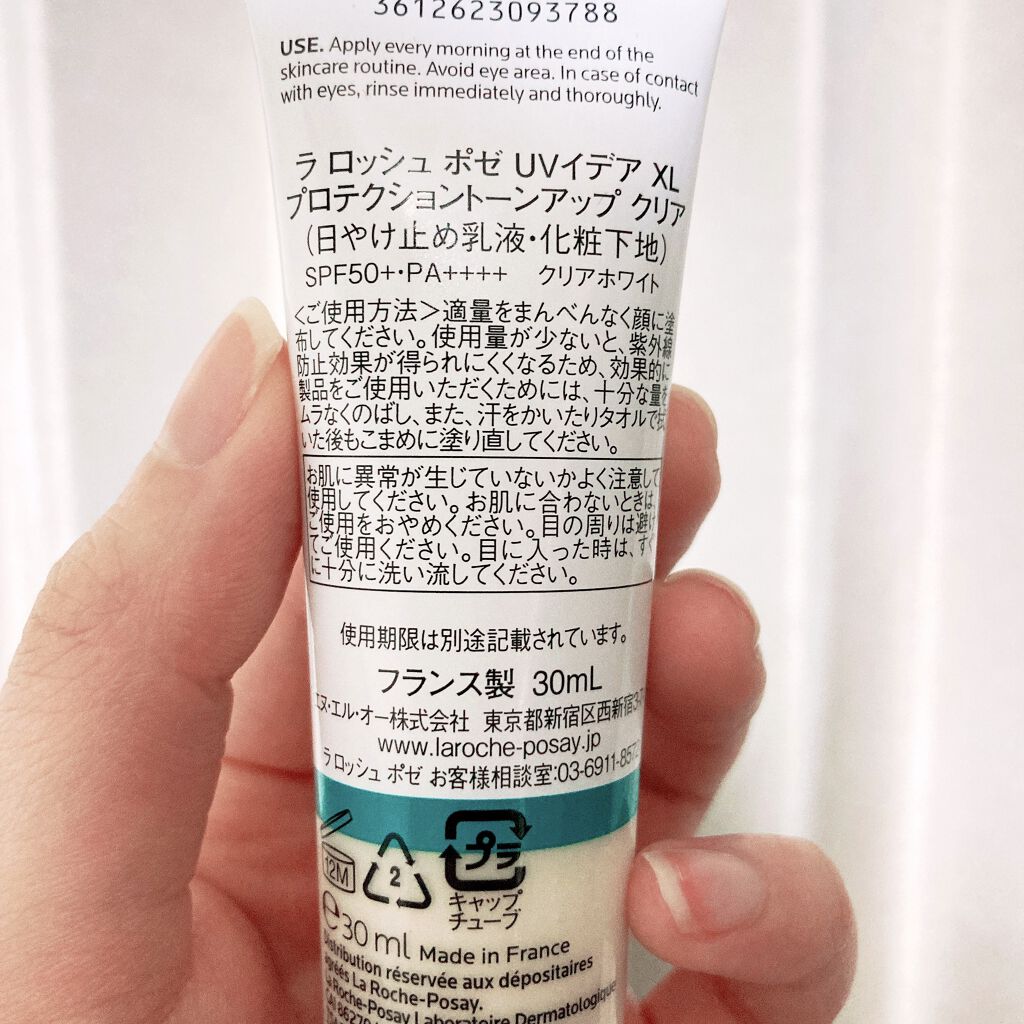 3612623093788
USE. Apply every morning at the end of the
skincare routine. Avoid eye area. In case of contact
with eyes, rinse immediately and thoroughly.
ラ ロッシュ ポゼ UVイデア XL
プロテクショントーンアップ クリア
(日やけ止め乳液・化粧下地)
SPF50+・PA++++ クリアホワイト
<ご使用方法>適量をまんべんなく顔に塗
布してください。使用量が少ないと、紫外線
防止効果が得られにくくなるため、効果的に
製品をご使用いただくためには、十分な量を
ムラなくのばし、また、汗をかいたりタオルで拭
いた後もこまめに塗り直してください。
お肌に異常が生じていないかよく注意して
使用してください。お肌に合わないときは、
ご使用をおやめください。目の周りは避け
てご使用ください。目に入った時は、すぐ
に十分に洗い流してください。
使用期限は別途記載されています。
フランス製 30mL
エヌ・エル・オー株式会社 東京都新宿区西新宿3-7
www.laroche-posay.jp
ラ ロッシュ ポゼ お客様相談室:03-6911-857
12M
2
プラ
キャップ
チューブ
e30 ml Made in France
Distribution réservée aux dépositaires
agréés La Roche-Posay.
La Roche-Posay Laboratoire Dermatologique